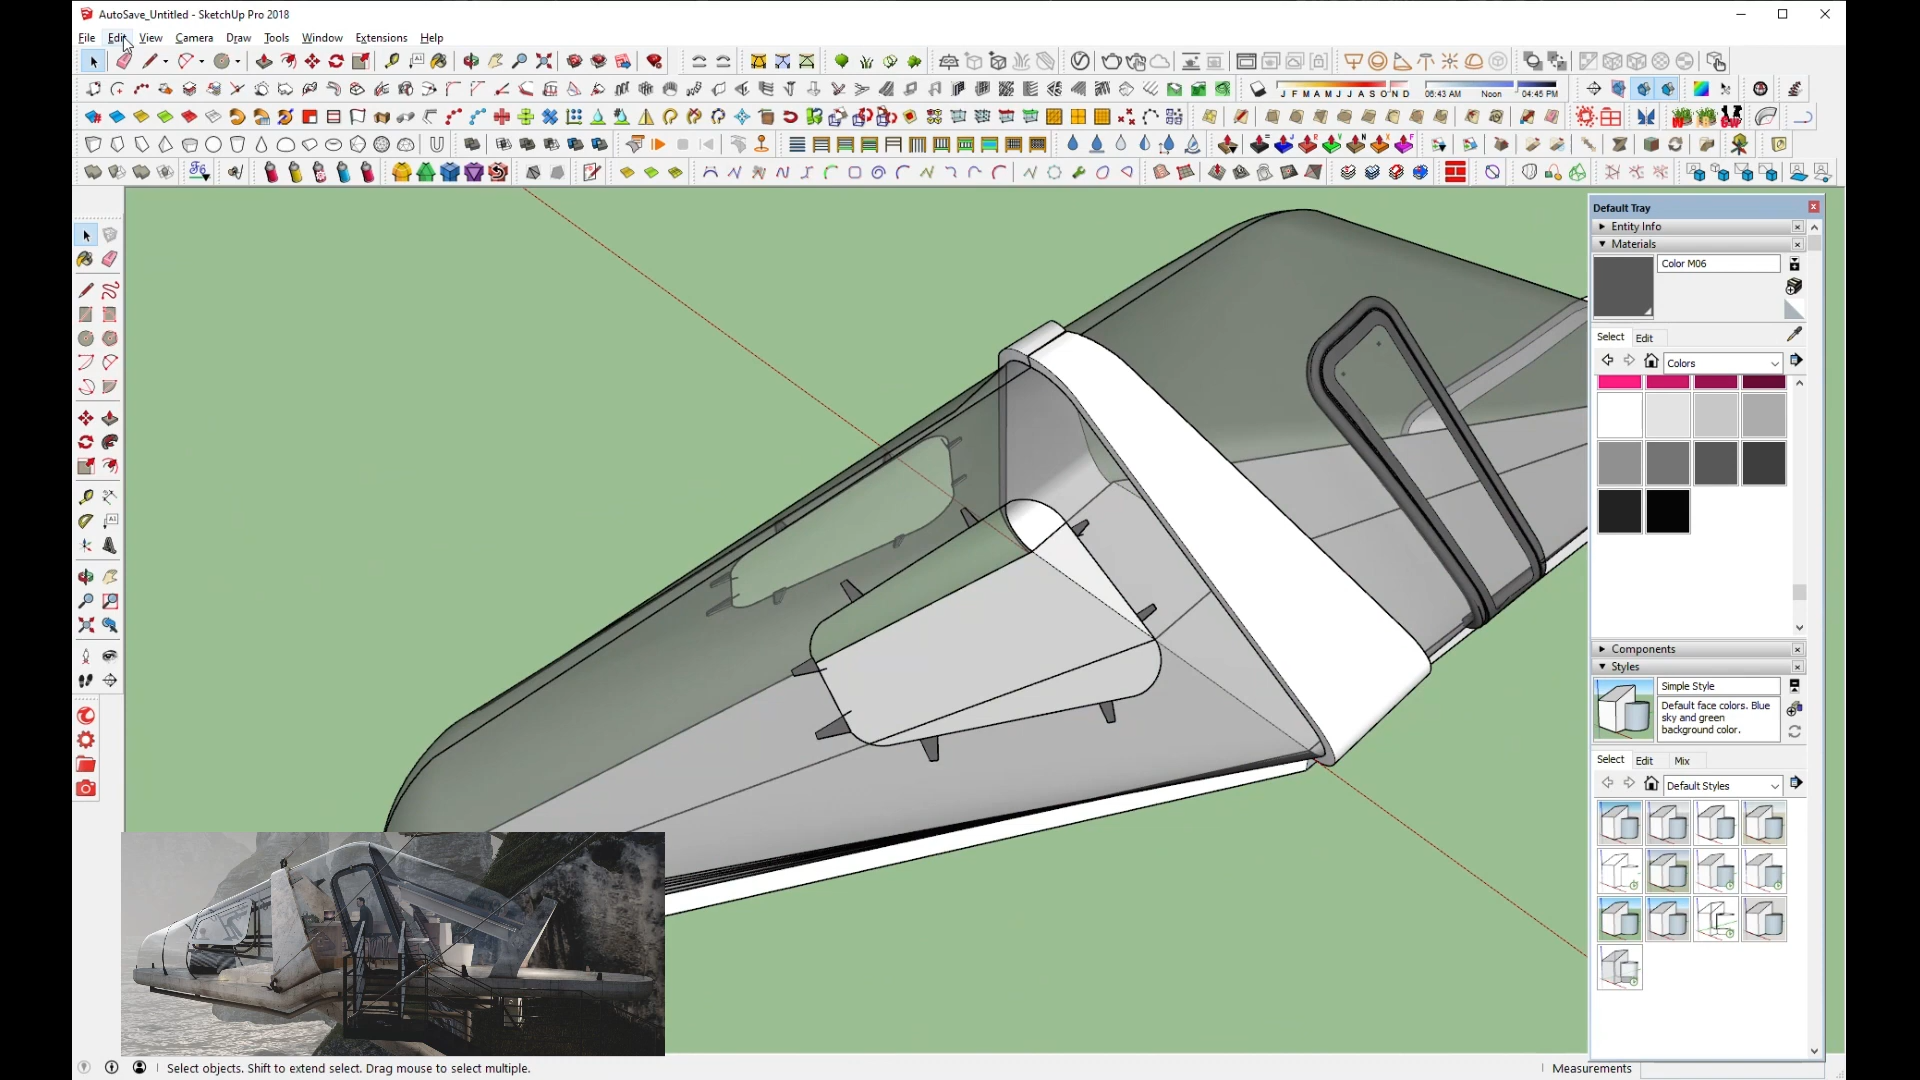 AutoSave_Untitled - SketchUp Pro 2018
File Edit View Camera Draw Tools Window Extensions Help
J F M A M J J A S O N D
06:43 AM Noon 04:45 PM
Default Tray
Entity Info
Materials
Color M06
Select Edit
Colors
Components
Styles
Simple Style
Default face colors. Blue
sky and green
background color.
Select Edit Mix
Default Styles
Select objects. Shift to extend select. Drag mouse to select multiple.
Measurements